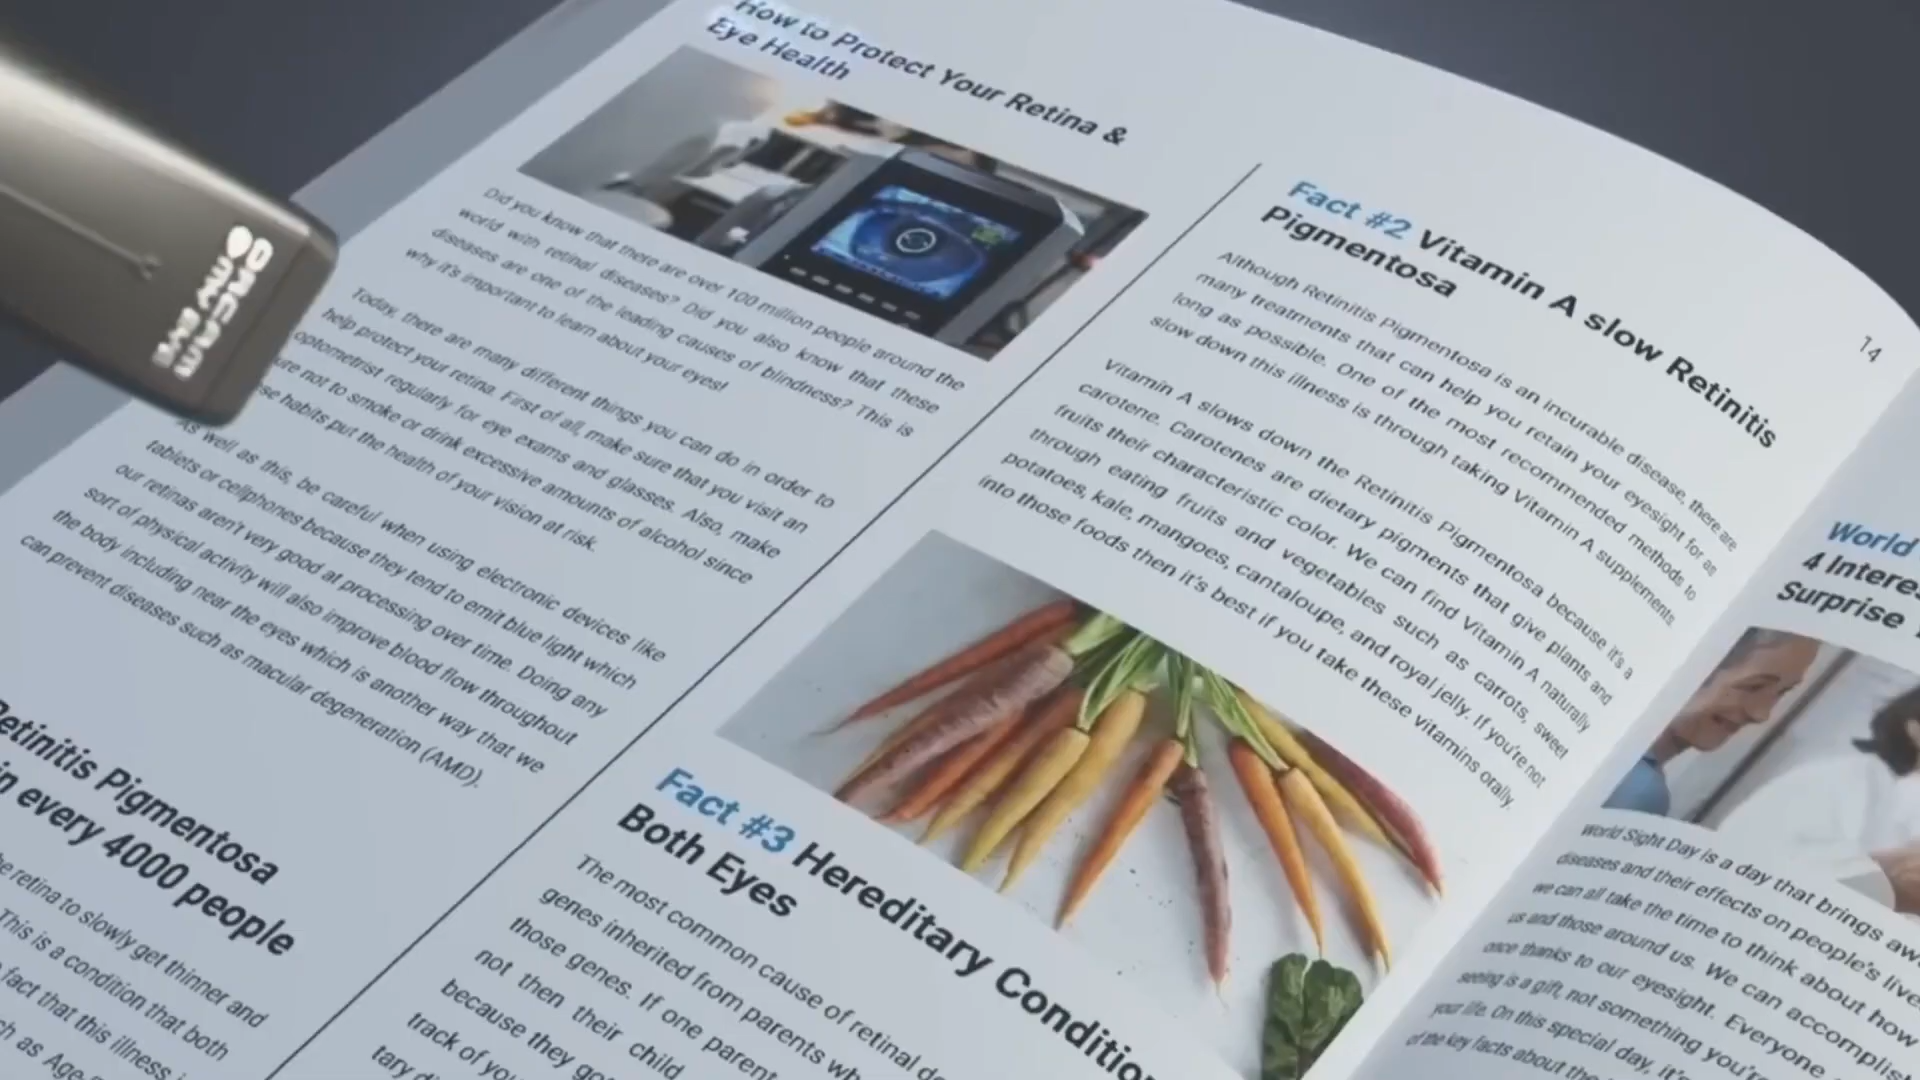 ORCAM
MY EYE
How to Protect Your Retina &
Eye Health
Did you know that there are over 100 million people around the
world with retinal diseases? Did you also know that these
diseases are one of the leading causes of blindness? This is
why it's important to learn about your eyes!
Today, there are many different things you can do in order to
help protect your retina. First of all, make sure that you visit an
optometrist regularly for eye exams and glasses. Also, make
not to smoke or drink excessive amounts of alcohol since
habits put the health of your vision at risk.
As well as this, be careful when using electronic devices like
tablets or cellphones because they tend to emit blue light which
our retinas aren't very good at processing over time. Doing any
sort of physical activity will also improve blood flow throughout
the body including near the eyes which is another way that we
can prevent diseases such as macular degeneration (AMD).
Retinitis Pigmentosa
in every 4000 people
retina to slowly get thinner and
This is a condition that both
fact that this illness
as Age
14
Fact #2 Vitamin A slow Retinitis
Pigmentosa
Although Retinitis Pigmentosa is an incurable disease, there are
many treatments that can help you retain your eyesight for as
long as possible. One of the most recommended methods to
slow down this illness is through taking Vitamin A supplements.
Vitamin A slows down the Retinitis Pigmentosa because it's a
carotene. Carotenes are dietary pigments that give plants and
fruits their characteristic color. We can find Vitamin A naturally
through eating fruits and vegetables such as carrots, sweet
potatoes, kale, mangoes, cantaloupe, and royal jelly. If you're not
into those foods then it's best if you take these vitamins orally.
Fact #3 Hereditary Condition
Both Eyes
The most common cause of retinal
genes inherited from parents
those genes. If one parent
not then their child
because they
track of
World
4
Surprise
World Sight Day is a day that brings
diseases and their effects on people's
we can all take the time to think about how
us and those around us. We can accomplish
once thanks to our eyesight. Everyone
seeing is a gift, not something you're
your life. On this special day, it's
of the key facts about the